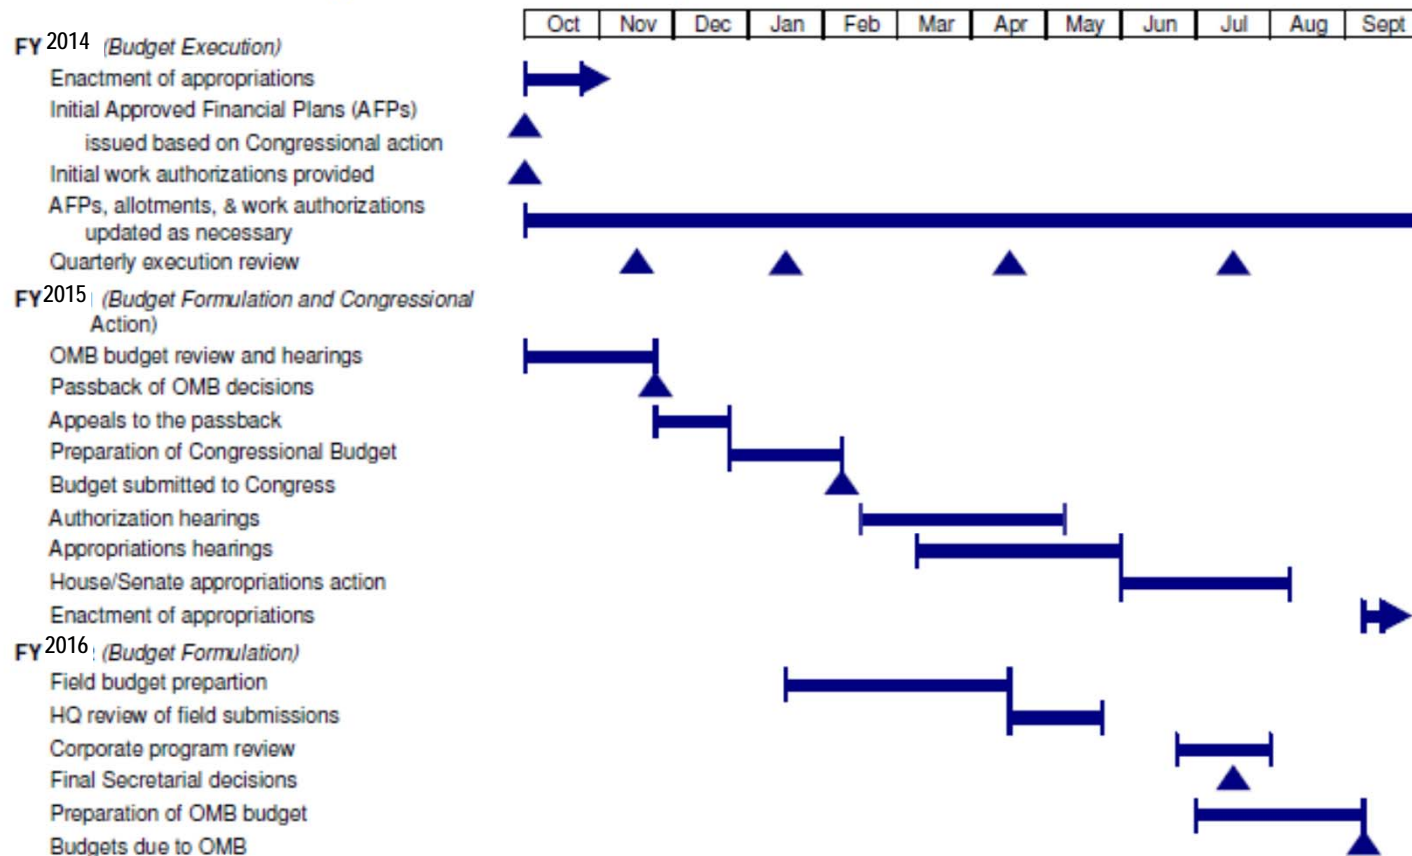 Oct Nov Dec Jan Feb Mar Apr May Jun Jul Aug Sept
FY 2014 (Budget Execution)
Enactment of appropriations
Initial Approved Financial Plans (AFPs)
issued based on Congressional action
Initial work authorizations provided
AFPs, allotments, & work authorizations
updated as necessary
Quarterly execution review
FY 2015 (Budget Formulation and Congressional
Action)
OMB budget review and hearings
Passback of OMB decisions
Appeals to the passback
Preparation of Congressional Budget
Budget submitted to Congress
Authorization hearings
Appropriations hearings
House/Senate appropriations action
Enactment of appropriations
FY 2016 (Budget Formulation)
Field budget prepartion
HQ review of field submissions
Corporate program review
Final Secretarial decisions
Preparation of OMB budget
Budgets due to OMB